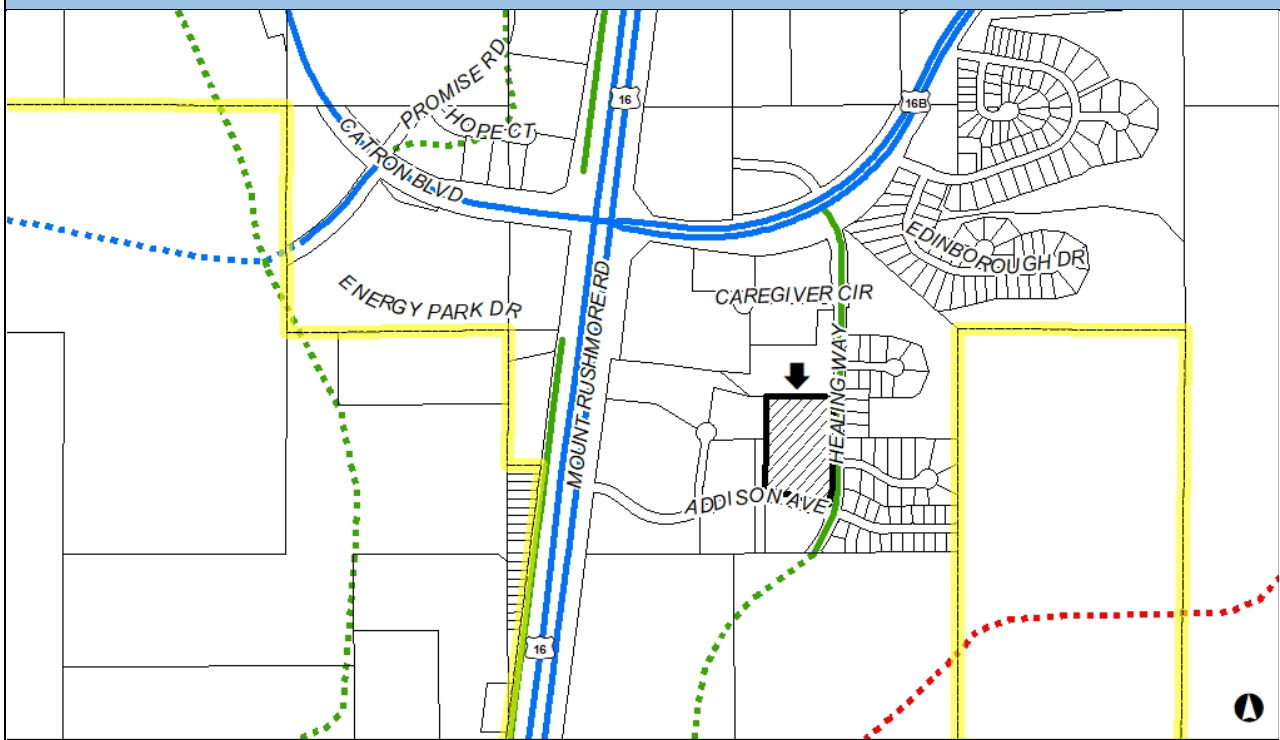 PROMISE RD
16
16B
HOPE CT
CATRON BLVD
EDINBOROUGH DR
ENERGY PARK DR
CAREGIVER CIR
MOUNT RUSHMORE RD
HEALING WAY
ADDISON AVE
16